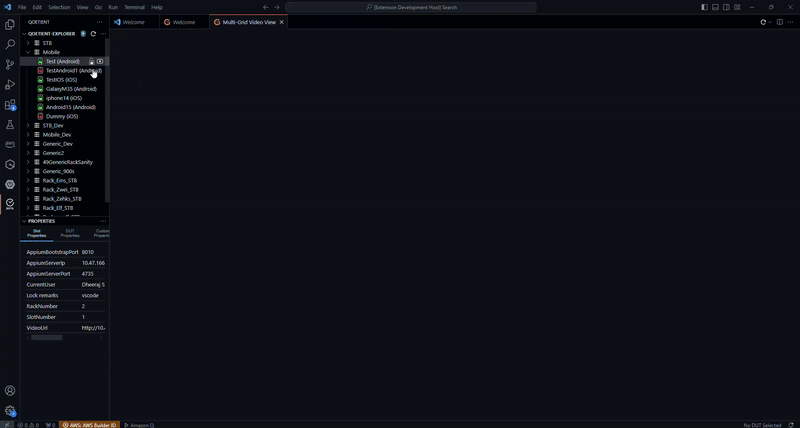 File Edit Selection View Go Run Terminal Help
[Extension Development Host] Search
QOETIENT
Welcome
Welcome
Multi-Grid Video View
QOETIENT-EXPLORER
STB
Mobile
Test (Android)
TestAndroid1 (Android)
TestIOS (iOS)
GalaxyM35 (Android)
iphone14 (iOS)
Android15 (Android)
Dummy (iOS)
STB_Dev
Mobile_Dev
Generic_Dev
Generic2
49GenericRackSanity
Generic_900s
Rack_Eins_STB
Rack_Zwei_STB
Rack_Zehks_STB
Rack_Elf_STB
PROPERTIES
Slot Properties
DUT Properties
Custom Properti
AppiumBootstrapPort 8010
AppiumServerIp 10.47.166
AppiumServerPort 4735
CurrentUser Dheeraj S
Lock remarks vscode
RackNumber 2
SlotNumber 1
VideoUrl http://10.
0 0 0 AWS: AWS Builder ID Amazon Q
No DUT Selected